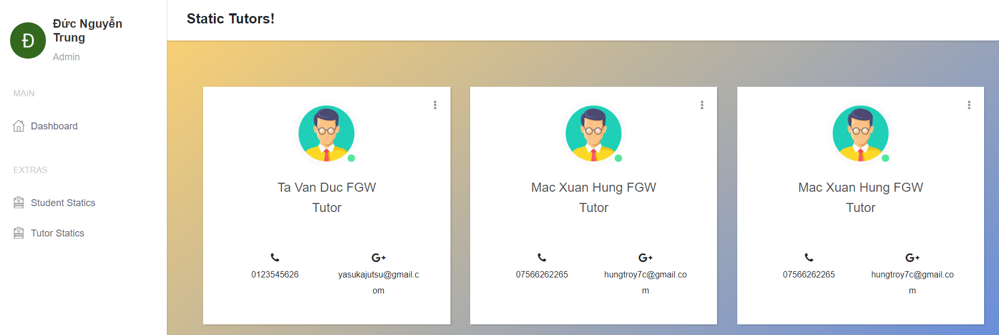 Đức Nguyễn
Trung
Admin
MAIN
Dashboard
EXTRAS
Student Statics
Tutor Statics
Static Tutors!
Ta Van Duc FGW
Tutor
0123545626
G+
yasukajutsu@gmail.c
om
Mac Xuan Hung FGW
Tutor
07566262265
G+
hungtroy7c@gmail.co
m
Mac Xuan Hung FGW
Tutor
07566262265
G+
hungtroy7c@gmail.co
m